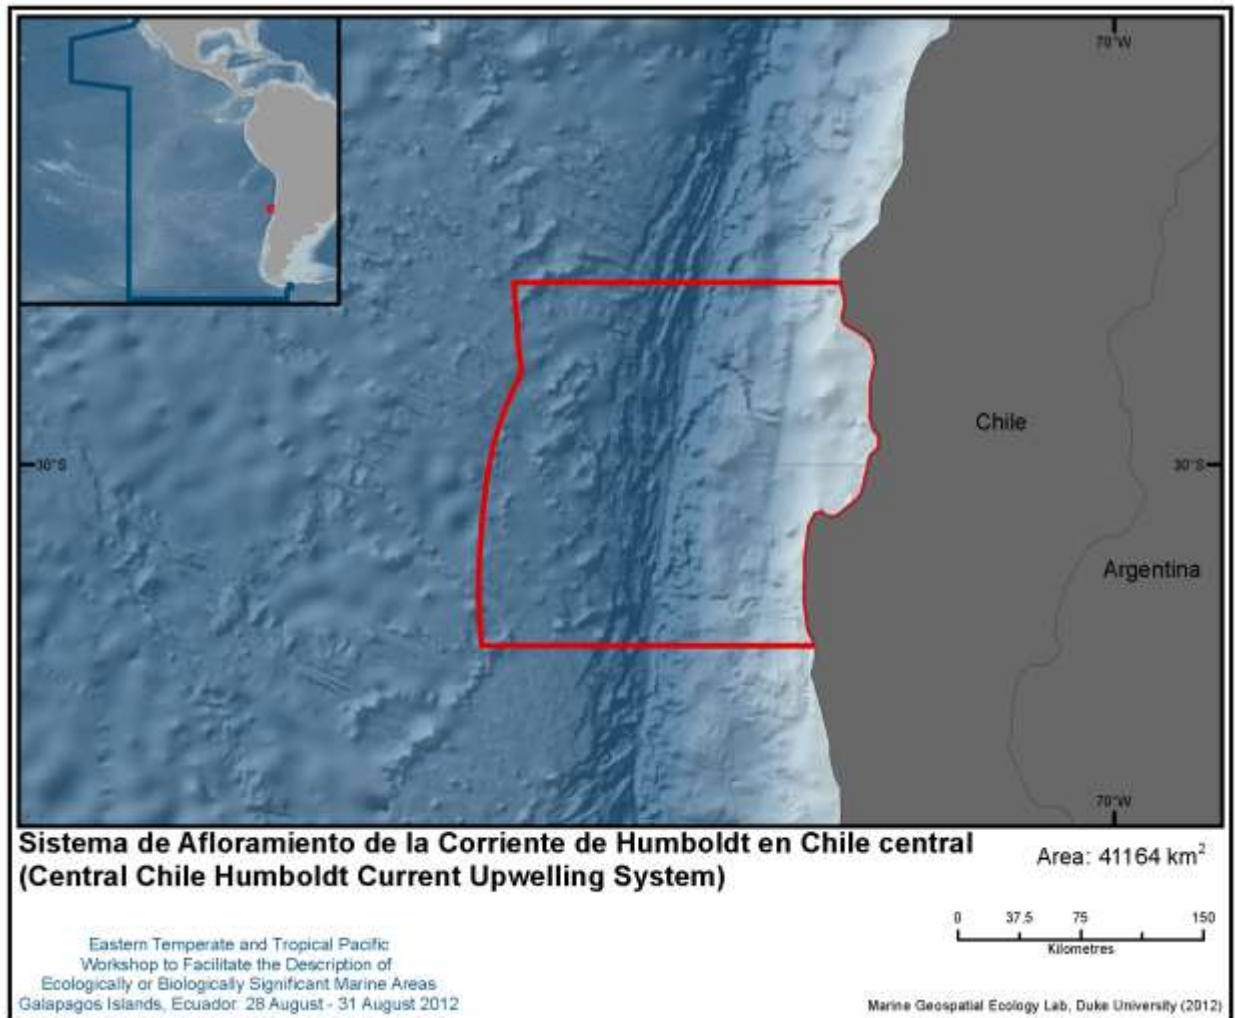 70°W
Chile
30°S
30°S
Argentina
70°W
Sistema de Afloramiento de la Corriente de Humboldt en Chile central
(Central Chile Humboldt Current Upwelling System)
Area: 41164 km²
0 37.5 75 150
Kilometres
Eastern Temperate and Tropical Pacific
Workshop to Facilitate the Description of
Ecologically or Biologically Significant Marine Areas
Galapagos Islands, Ecuador 28 August - 31 August 2012
Marine Geospatial Ecology Lab, Duke University (2012)